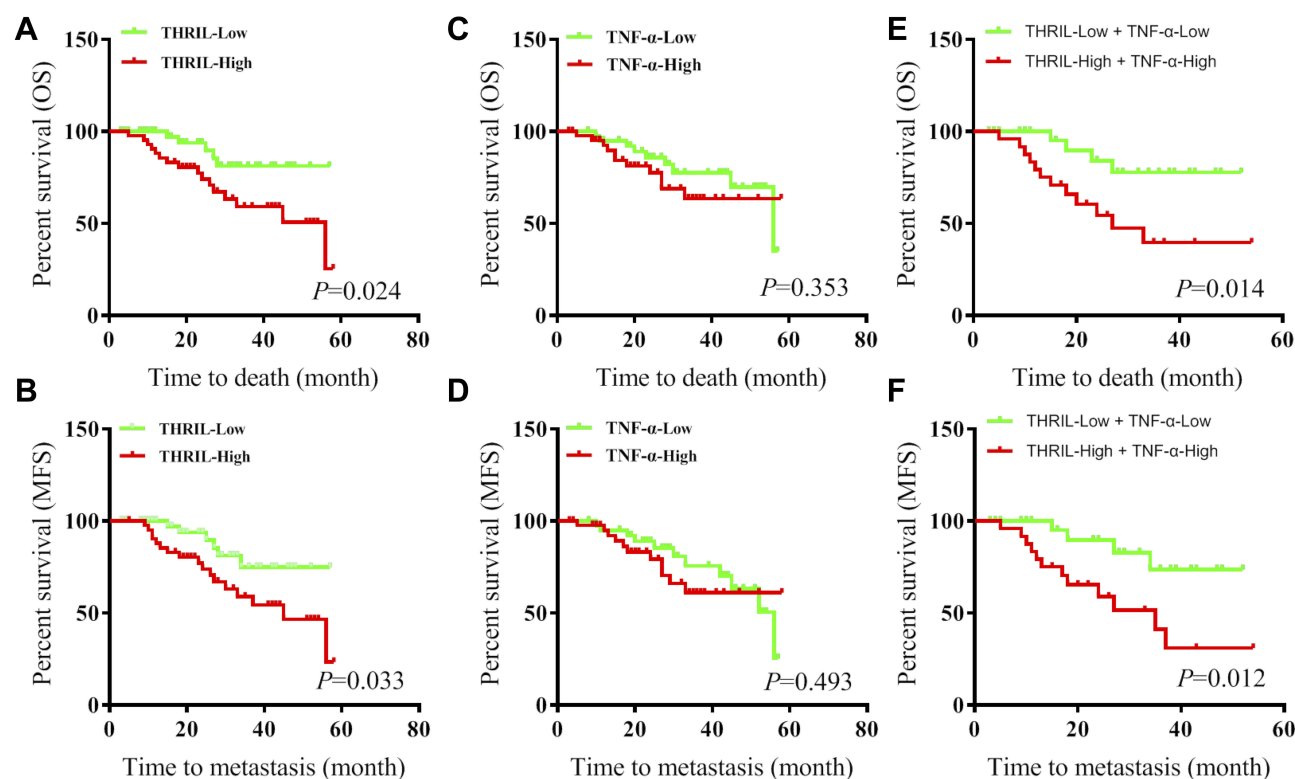 A
150
THRIL-Low
THRIL-High
100
50
0
Percent survival (OS)
P=0.024
0 20 40 60 80
Time to death (month)
C
150
TNF-α-Low
TNF-α-High
100
50
0
Percent survival (OS)
P=0.353
0 20 40 60 80
Time to death (month)
E
150
THRIL-Low + TNF-α-Low
THRIL-High + TNF-α-High
100
50
0
Percent survival (OS)
P=0.014
0 20 40 60
Time to death (month)
B
150
THRIL-Low
THRIL-High
100
50
0
Percent survival (MFS)
P=0.033
0 20 40 60 80
Time to metastasis (month)
D
150
TNF-α-Low
TNF-α-High
100
50
0
Percent survival (MFS)
P=0.493
0 20 40 60 80
Time to metastasis (month)
F
150
THRIL-Low + TNF-α-Low
THRIL-High + TNF-α-High
100
50
0
Percent survival (MFS)
P=0.012
0 20 40 60
Time to metastasis (month)